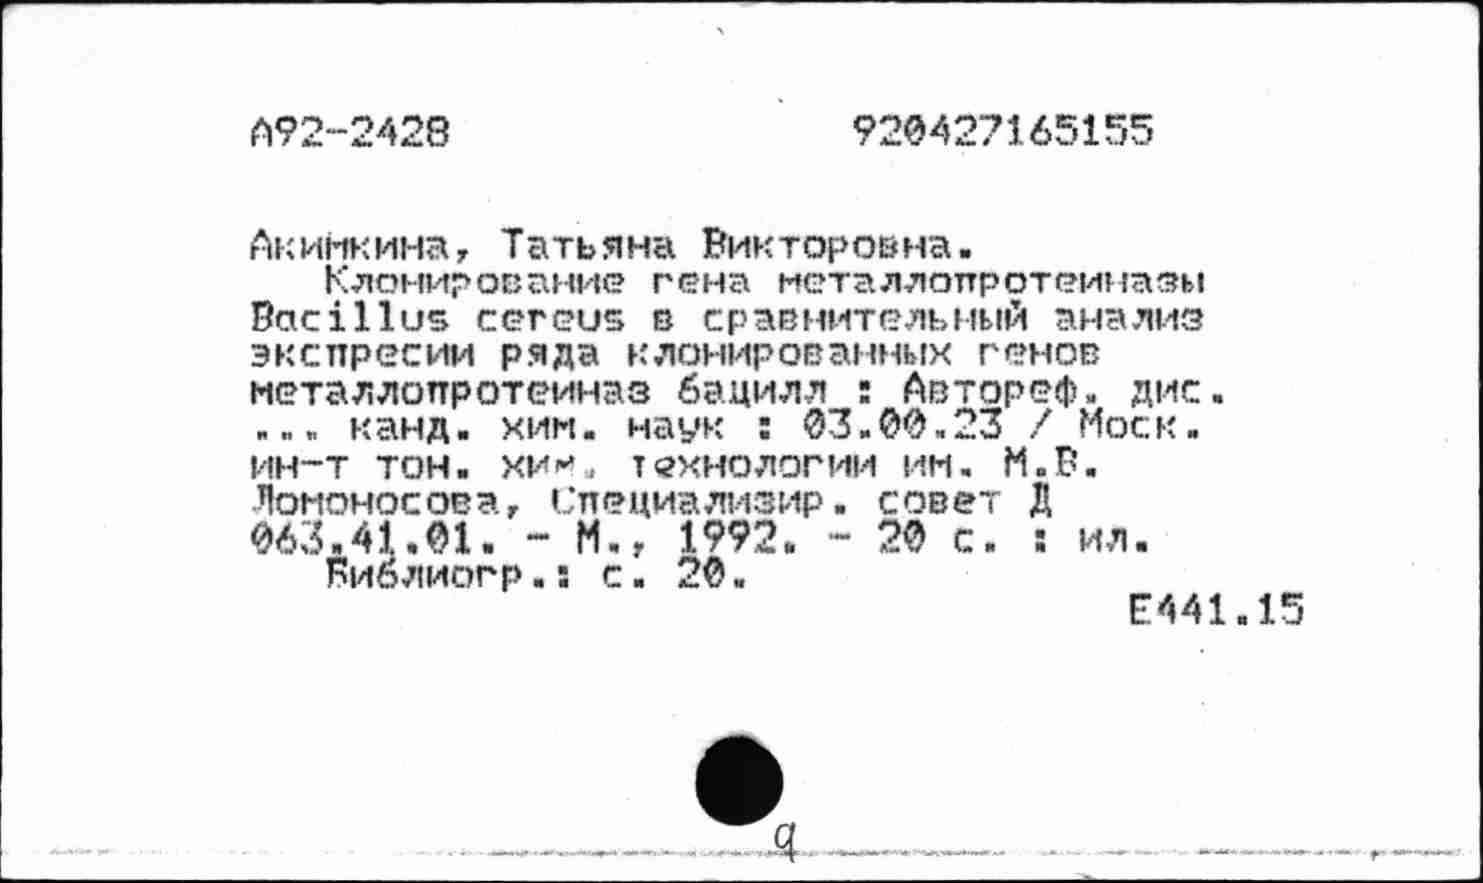 А92-2428 920427165155
Акимкина, Татьяна Викторовна.
Клонирование гена металлопротеиназы
Bacillus cereus в сравнительный анализ
экспресии ряда клонированных генов
металлопротеиназ бацилл : Автореф. дис.
... канд. хим. наук : 03.00.23 / Моск.
ин-т тон. хим. технологии им. М.В.
Ломоносова, Специализир. совет Д
063.41.01. - М., 1992. - 20 с. : ил.
Библиогр.: с. 20.
Е441.15
q